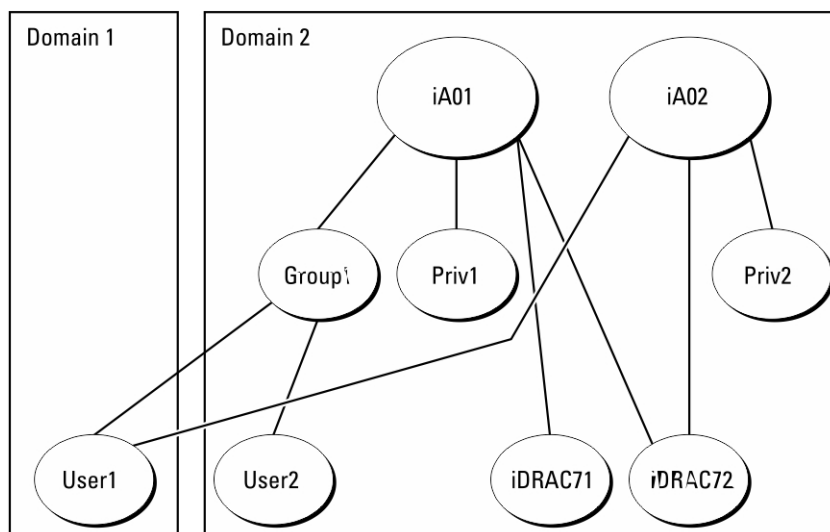 Domain 1
Domain 2
iA01
iA02
Group1
Priv1
Priv2
User1
User2
iDRAC71
iDRAC72